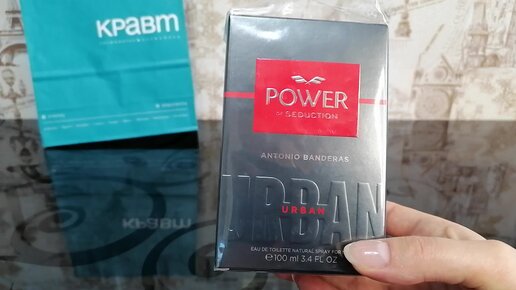 кравт
POWER
OF SEDUCTION
ANTONIO BANDERAS
URBAN
URBAN
EAU DE TOILETTE NATURAL SPRAY FOR
℮100 ml 3.4 FL OZ